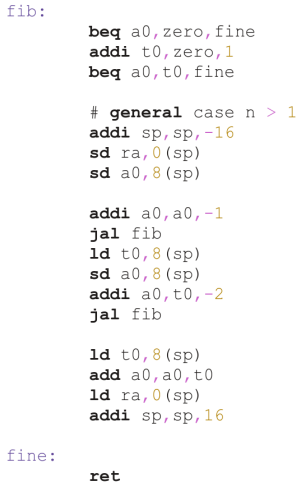 fib:
beq a0,zero,fine
addi t0,zero,1
beq a0,t0,fine
# general case n > 1
addi sp,sp,-16
sd ra,0(sp)
sd a0,8(sp)
addi a0,a0,-1
jal fib
ld t0,8(sp)
sd a0,8(sp)
addi a0,t0,-2
jal fib
ld t0,8(sp)
add a0,a0,t0
ld ra,0(sp)
addi sp,sp,16
fine:
ret